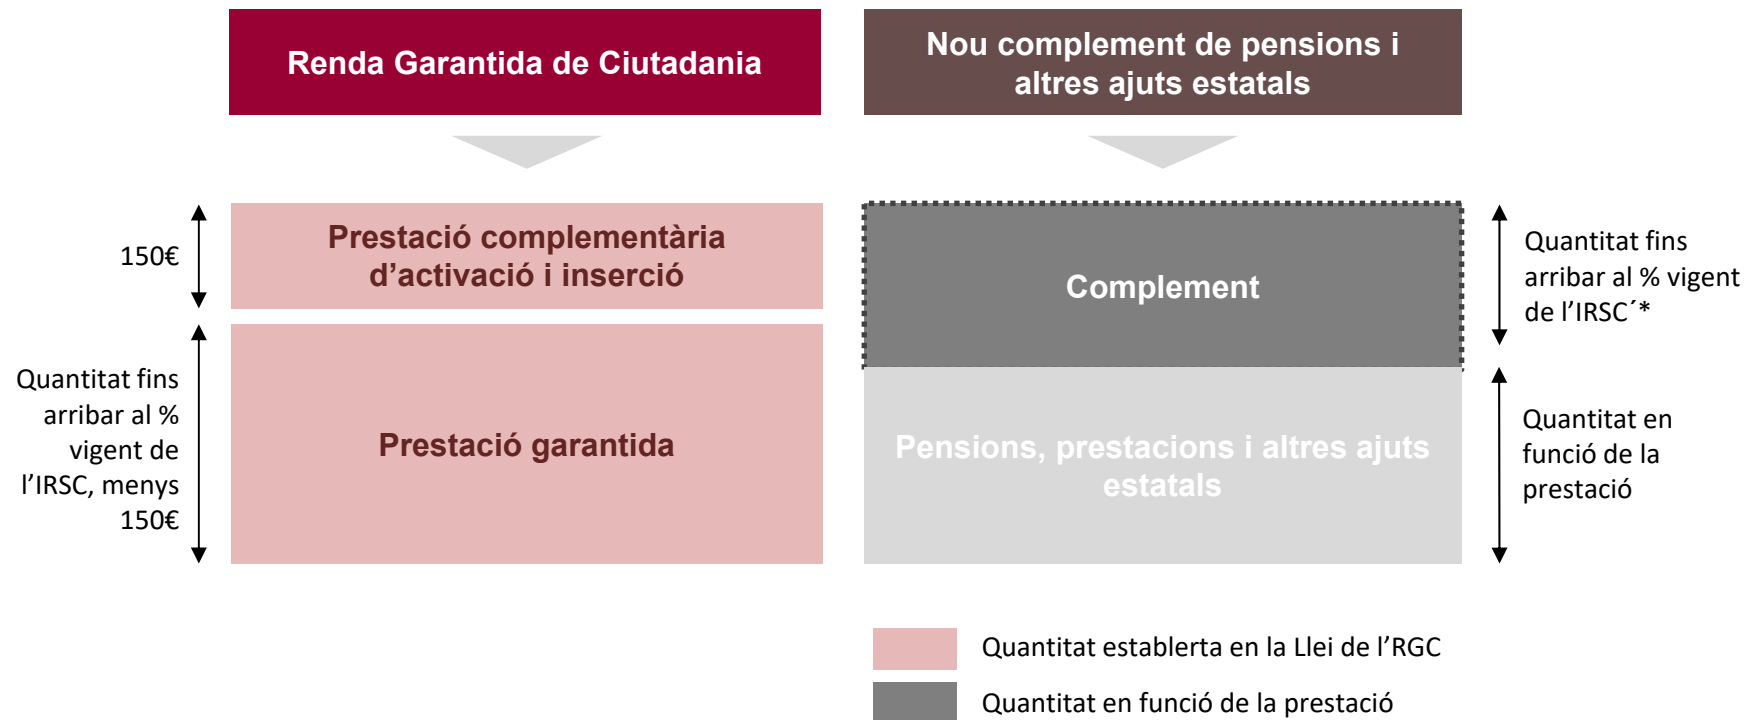 Renda Garantida de Ciutadania
Nou complement de pensions i
altres ajuts estatals
150€
Prestació complementària
d’activació i inserció
Quantitat fins
arribar al %
vigent de
l’IRSC, menys
150€
Prestació garantida
Complement
Quantitat fins
arribar al % vigent
de l’IRSC´*
Pensions, prestacions i altres ajuts
estatals
Quantitat en
funció de la
prestació
Quantitat establerta en la Llei de l’RGC
Quantitat en funció de la prestació